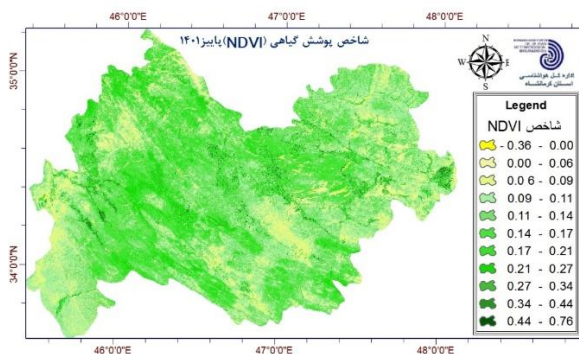 46°0'0"E 47°0'0"E 48°0'0"E
شاخص پوشش گیاهی (NDVI) پاییز ۱۴۰۱
N
W E
S
اداره کل هواشناسی
استان کرمانشاه
35°0'0"N
34°0'0"N
Legend
شاخص NDVI
- 0.36 - 0.00
0.00 - 0.06
0.0 6 - 0.09
0.09 - 0.11
0.11 - 0.14
0.14 - 0.17
0.17 - 0.21
0.21 - 0.27
0.27 - 0.34
0.34 - 0.44
0.44 - 0.76
46°0'0"E 47°0'0"E 48°0'0"E